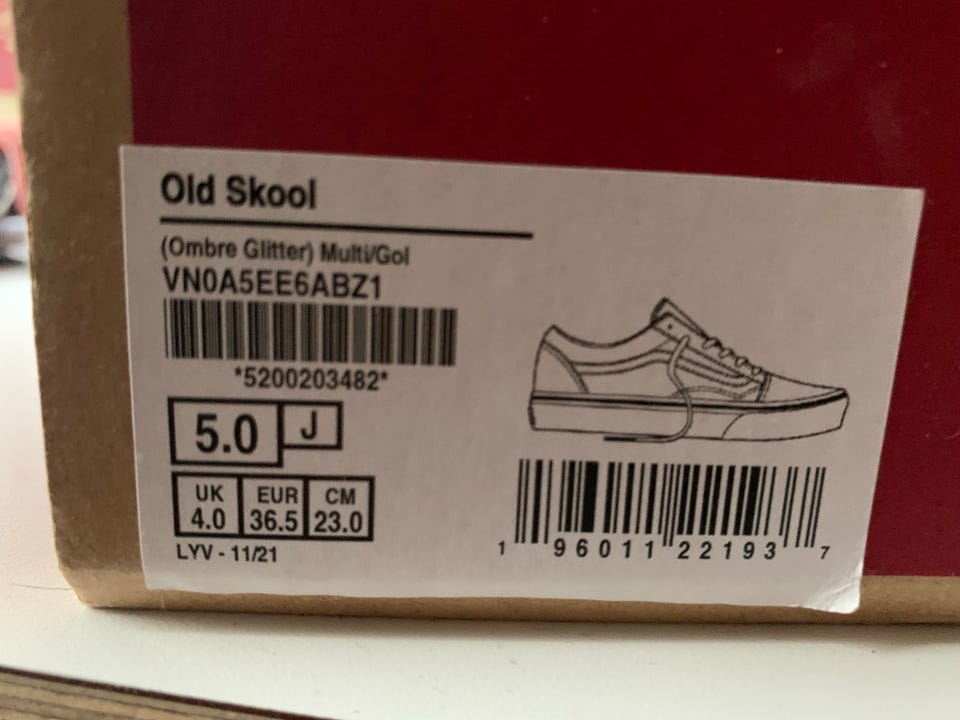 Old Skool
(Ombre Glitter) Multi/Gol
VN0A5EE6ABZ1
*5200203482*
5.0 J
UK EUR CM
4.0 36.5 23.0
LYV - 11/21
1 96011 22193 7